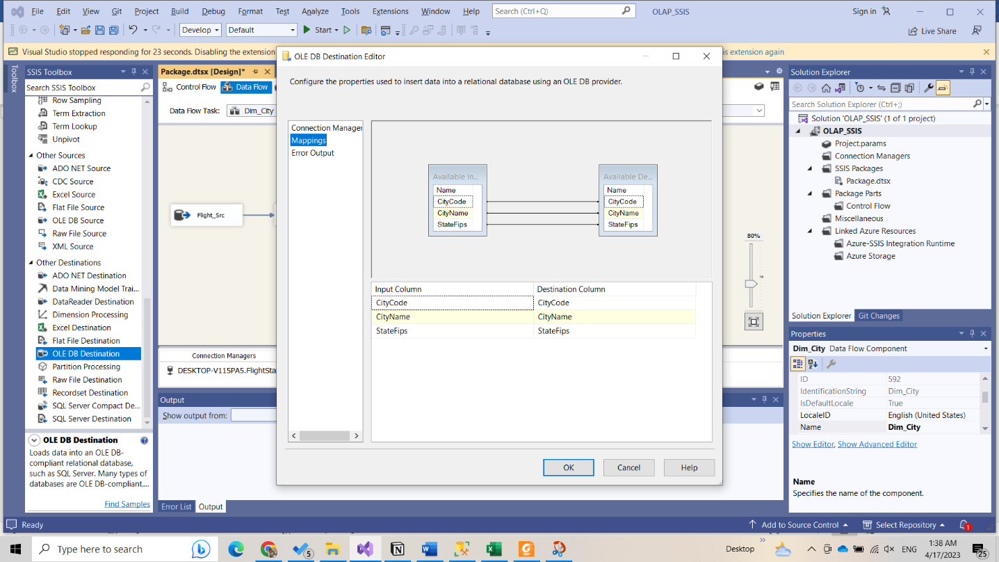 File Edit View Git Project Build Debug Format Test Analyze Tools Extensions Window Help Search (Ctrl+Q) OLAP_SSIS Sign in
Develop Default Start Live Share
Visual Studio stopped responding for 23 seconds. Disabling the extension
is extension again
Toolbox
SSIS Toolbox
Search SSIS Toolbox
Row Sampling
Term Extraction
Term Lookup
Unpivot
Other Sources
ADO NET Source
CDC Source
Excel Source
Flat File Source
OLE DB Source
Raw File Source
XML Source
Other Destinations
ADO NET Destination
Data Mining Model Trai...
DataReader Destination
Dimension Processing
Excel Destination
Flat File Destination
OLE DB Destination
Partition Processing
Raw File Destination
Recordset Destination
SQL Server Compact De...
SQL Server Destination
OLE DB Destination
Loads data into an OLE DB-
compliant relational database,
such as SQL Server. Many types of
databases are OLE DB-compliant....
Find Samples
Package.dtsx [Design]*
Control Flow Data Flow
Data Flow Task: Dim_City
Flight_Src
80%
Connection Managers
DESKTOP-V115PA5.FlightSta
Output
Show output from:
Error List Output
OLE DB Destination Editor
Configure the properties used to insert data into a relational database using an OLE DB provider.
Connection Manager
Mappings
Error Output
Available In...
Name
CityCode
CityName
StateFips
Available De...
Name
CityCode
CityName
StateFips
Input Column Destination Column
CityCode CityCode
CityName CityName
StateFips StateFips
OK Cancel Help
Solution Explorer
Search Solution Explorer (Ctrl+;)
Solution 'OLAP_SSIS' (1 of 1 project)
OLAP_SSIS
Project.params
Connection Managers
SSIS Packages
Package.dtsx
Package Parts
Control Flow
Miscellaneous
Linked Azure Resources
Azure-SSIS Integration Runtime
Azure Storage
Solution Explorer Git Changes
Properties
Dim_City Data Flow Component
ID 592
IdentificationString Dim_City
IsDefaultLocale True
LocaleID English (United States)
Name Dim_City
Show Editor, Show Advanced Editor
Name
Specifies the name of the component.
Ready Add to Source Control Select Repository 1
Type here to search 5 Desktop 1:38 AM
4/17/2023 25